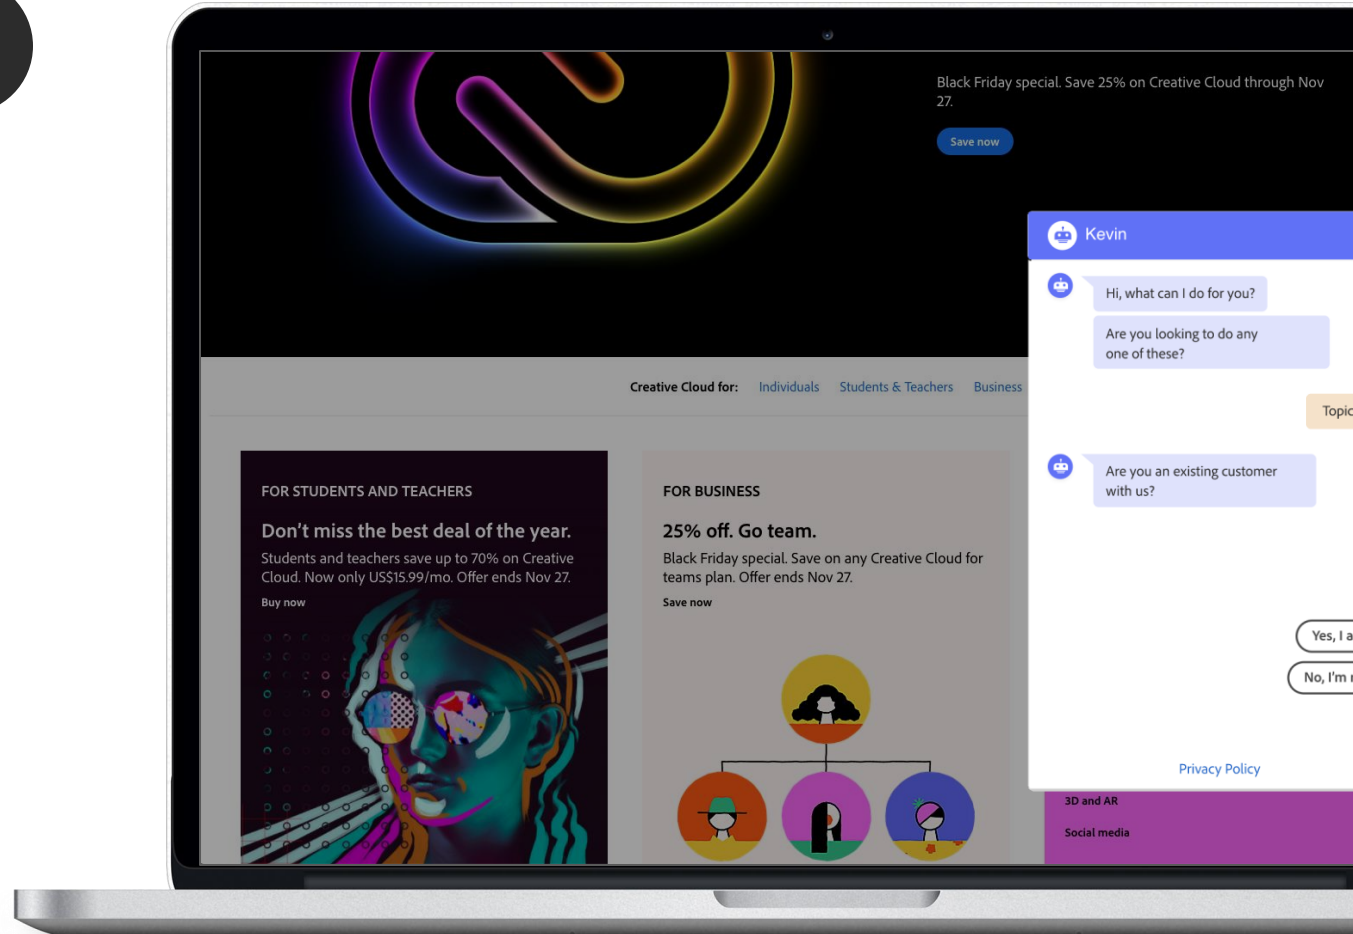 Black Friday special. Save 25% on Creative Cloud through Nov
27.
Save now
Kevin
Hi, what can I do for you?
Are you looking to do any
one of these?
Topic
Are you an existing customer
with us?
Yes, I a
No, I'm
Privacy Policy
Creative Cloud for: Individuals Students & Teachers Business
FOR STUDENTS AND TEACHERS
Don't miss the best deal of the year.
Students and teachers save up to 70% on Creative
Cloud. Now only US$15.99/mo. Offer ends Nov 27.
Buy now
FOR BUSINESS
25% off. Go team.
Black Friday special. Save on any Creative Cloud for
teams plan. Offer ends Nov 27.
Save now
3D and AR
Social media